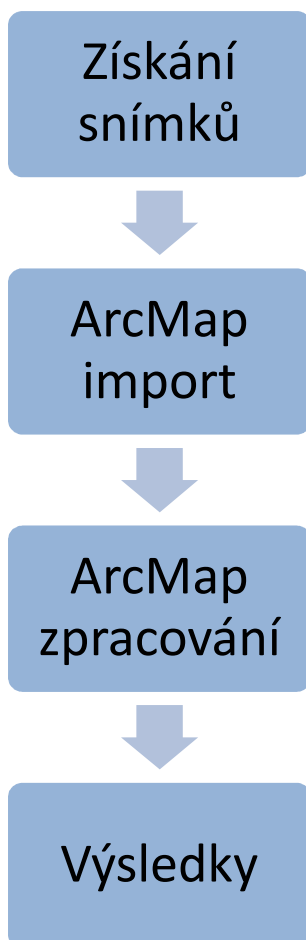 Získání
snímků
ArcMap
import
ArcMap
zpracování
Výsledky